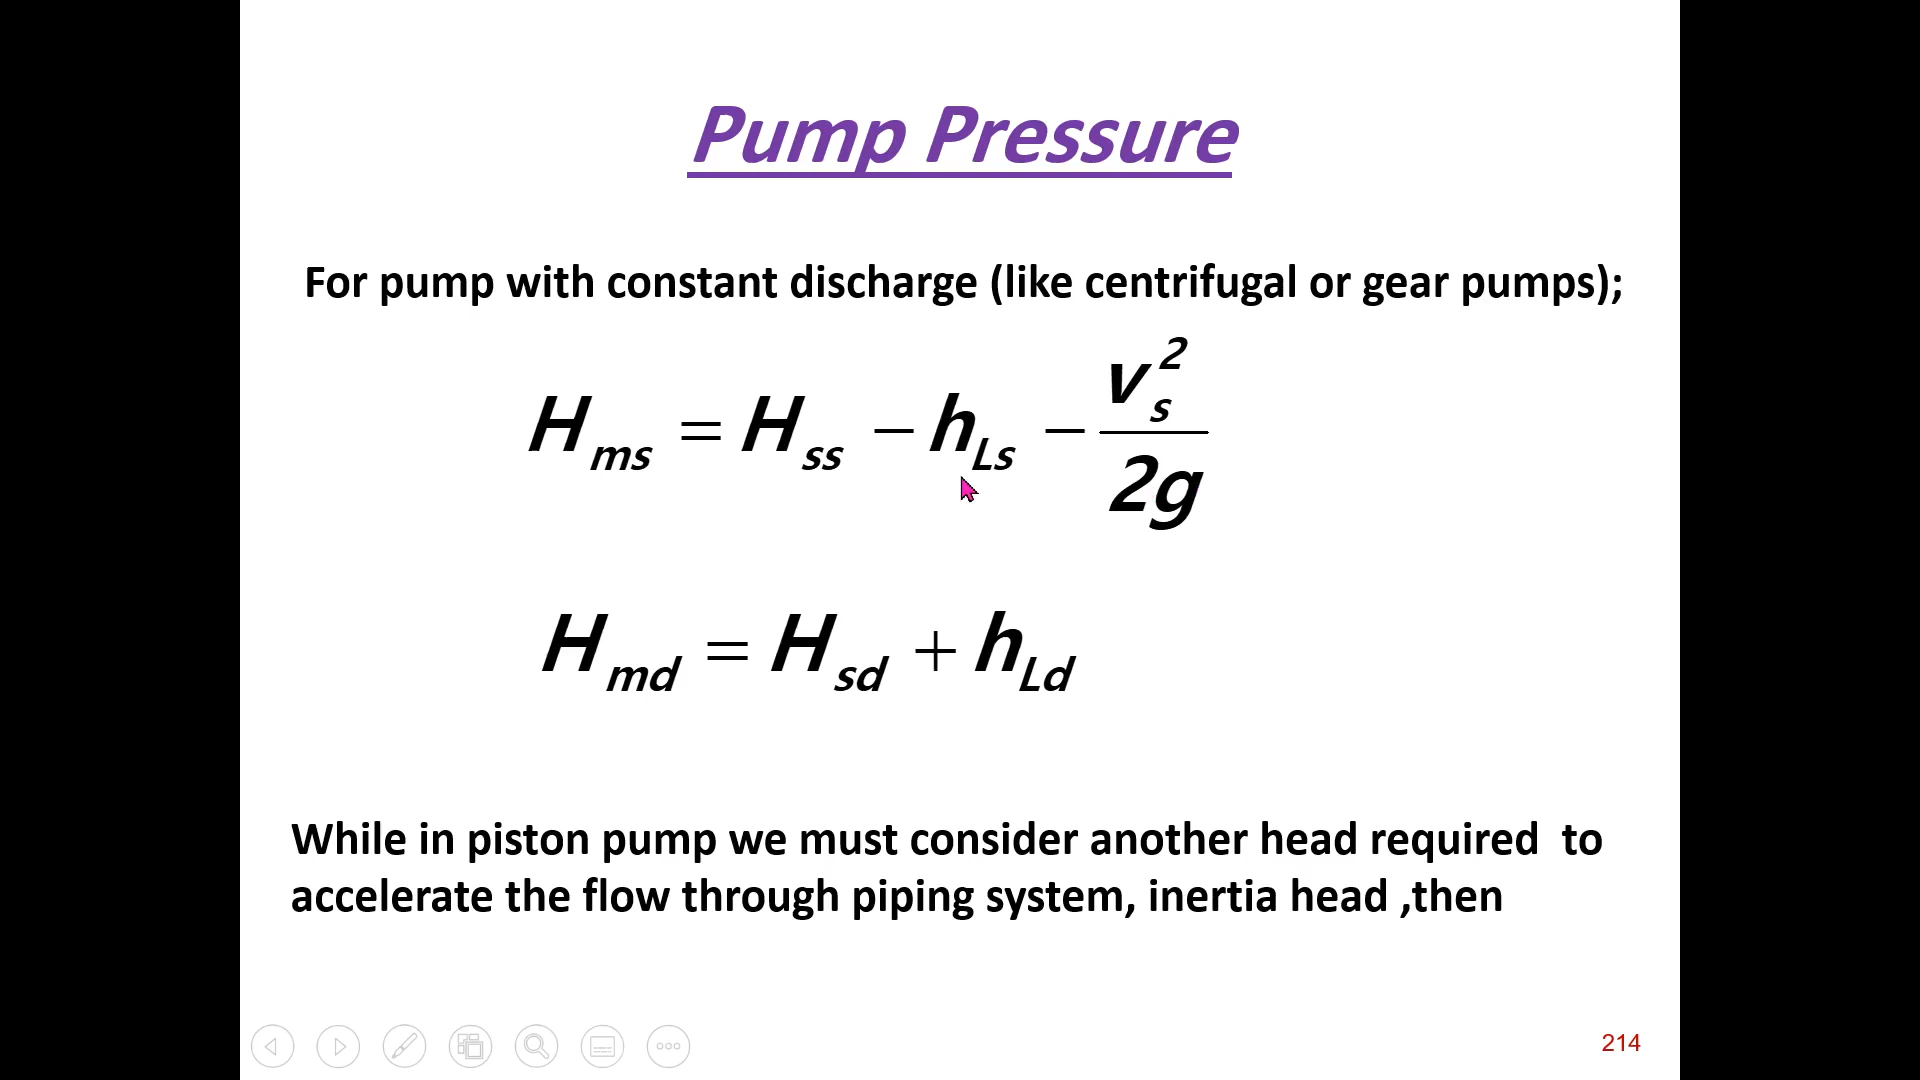 Pump Pressure
For pump with constant discharge (like centrifugal or gear pumps);
H_ms = H_ss − h_Ls − v_s^2 / 2g
H_md = H_sd + h_Ld
While in piston pump we must consider another head required  to
accelerate the flow through piping system, inertia head ,then
214